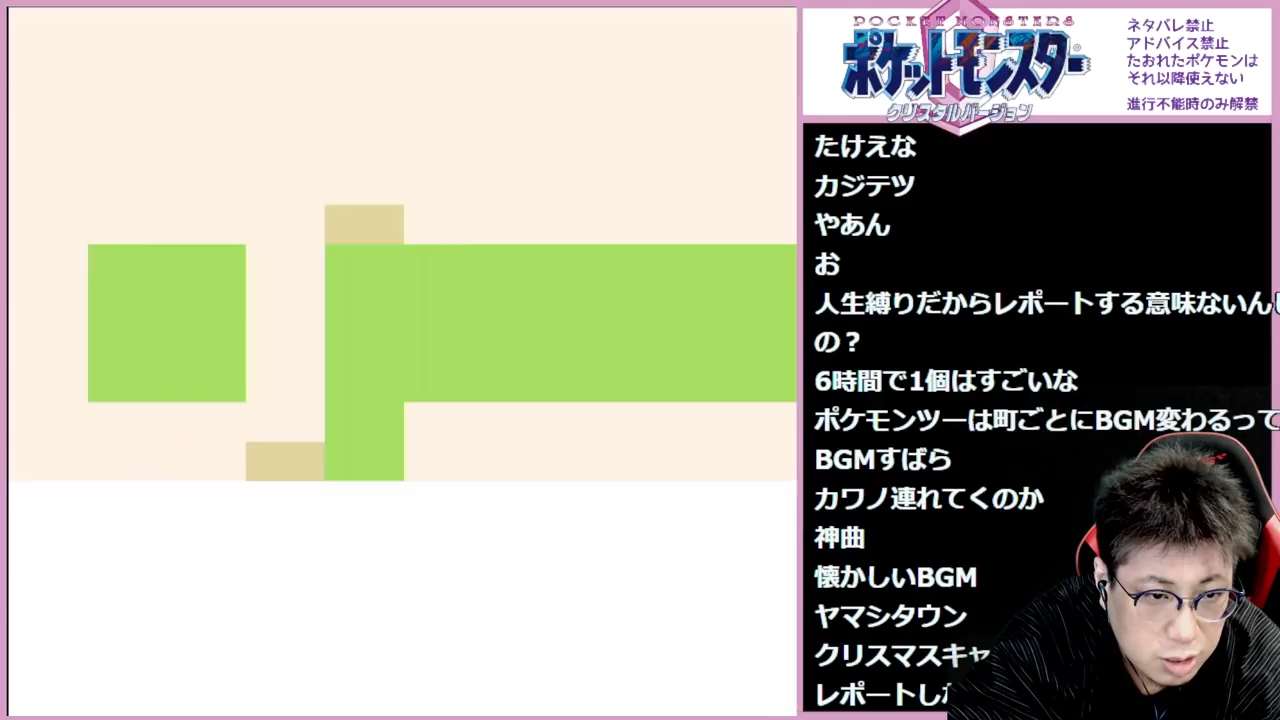 POCKET MONSTERS
ポケットモンスター
クリスタルバージョン
ネタバレ禁止
アドバイス禁止
たおれたポケモンは
それ以降使えない
進行不能時のみ解禁
たけえな
カジテツ
やあん
お
人生縛りだからレポートする意味ないん
の？
6時間で1個はすごいな
ポケモンツーは町ごとにBGM変わるって
BGMすばら
カワノ連れてくのか
神曲
懐かしいBGM
ヤマシタウン
クリスマスキャ
レポートし